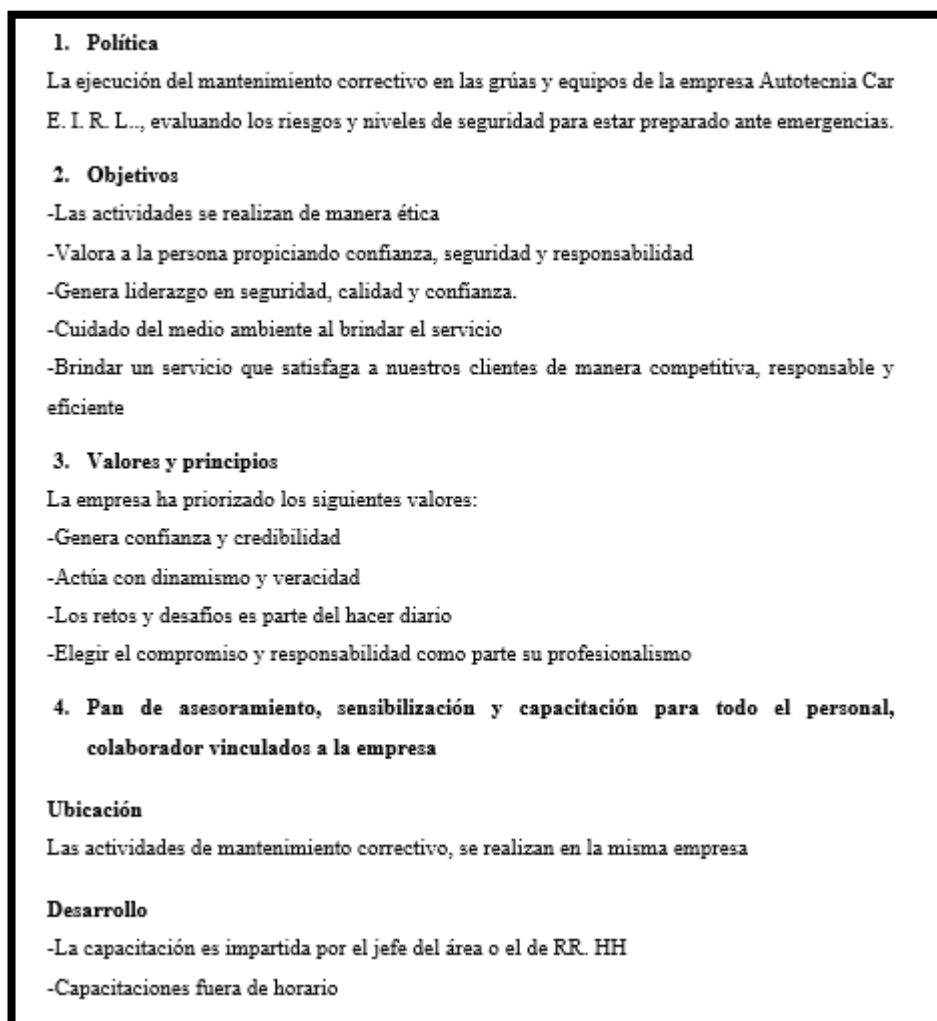 1. Política
La ejecución del mantenimiento correctivo en las grúas y equipos de la empresa Autotecnia Car
E. I. R. L.., evaluando los riesgos y niveles de seguridad para estar preparado ante emergencias.
2. Objetivos
-Las actividades se realizan de manera ética
-Valora a la persona propiciando confianza, seguridad y responsabilidad
-Genera liderazgo en seguridad, calidad y confianza.
-Cuidado del medio ambiente al brindar el servicio
-Brindar un servicio que satisfaga a nuestros clientes de manera competitiva, responsable y
eficiente
3. Valores y principios
La empresa ha priorizado los siguientes valores:
-Genera confianza y credibilidad
-Actúa con dinamismo y veracidad
-Los retos y desafíos es parte del hacer diario
-Elegir el compromiso y responsabilidad como parte su profesionalismo
4. Pan de asesoramiento, sensibilización y capacitación para todo el personal,
colaborador vinculados a la empresa
Ubicación
Las actividades de mantenimiento correctivo, se realizan en la misma empresa
Desarrollo
-La capacitación es impartida por el jefe del área o el de RR. HH
-Capacitaciones fuera de horario